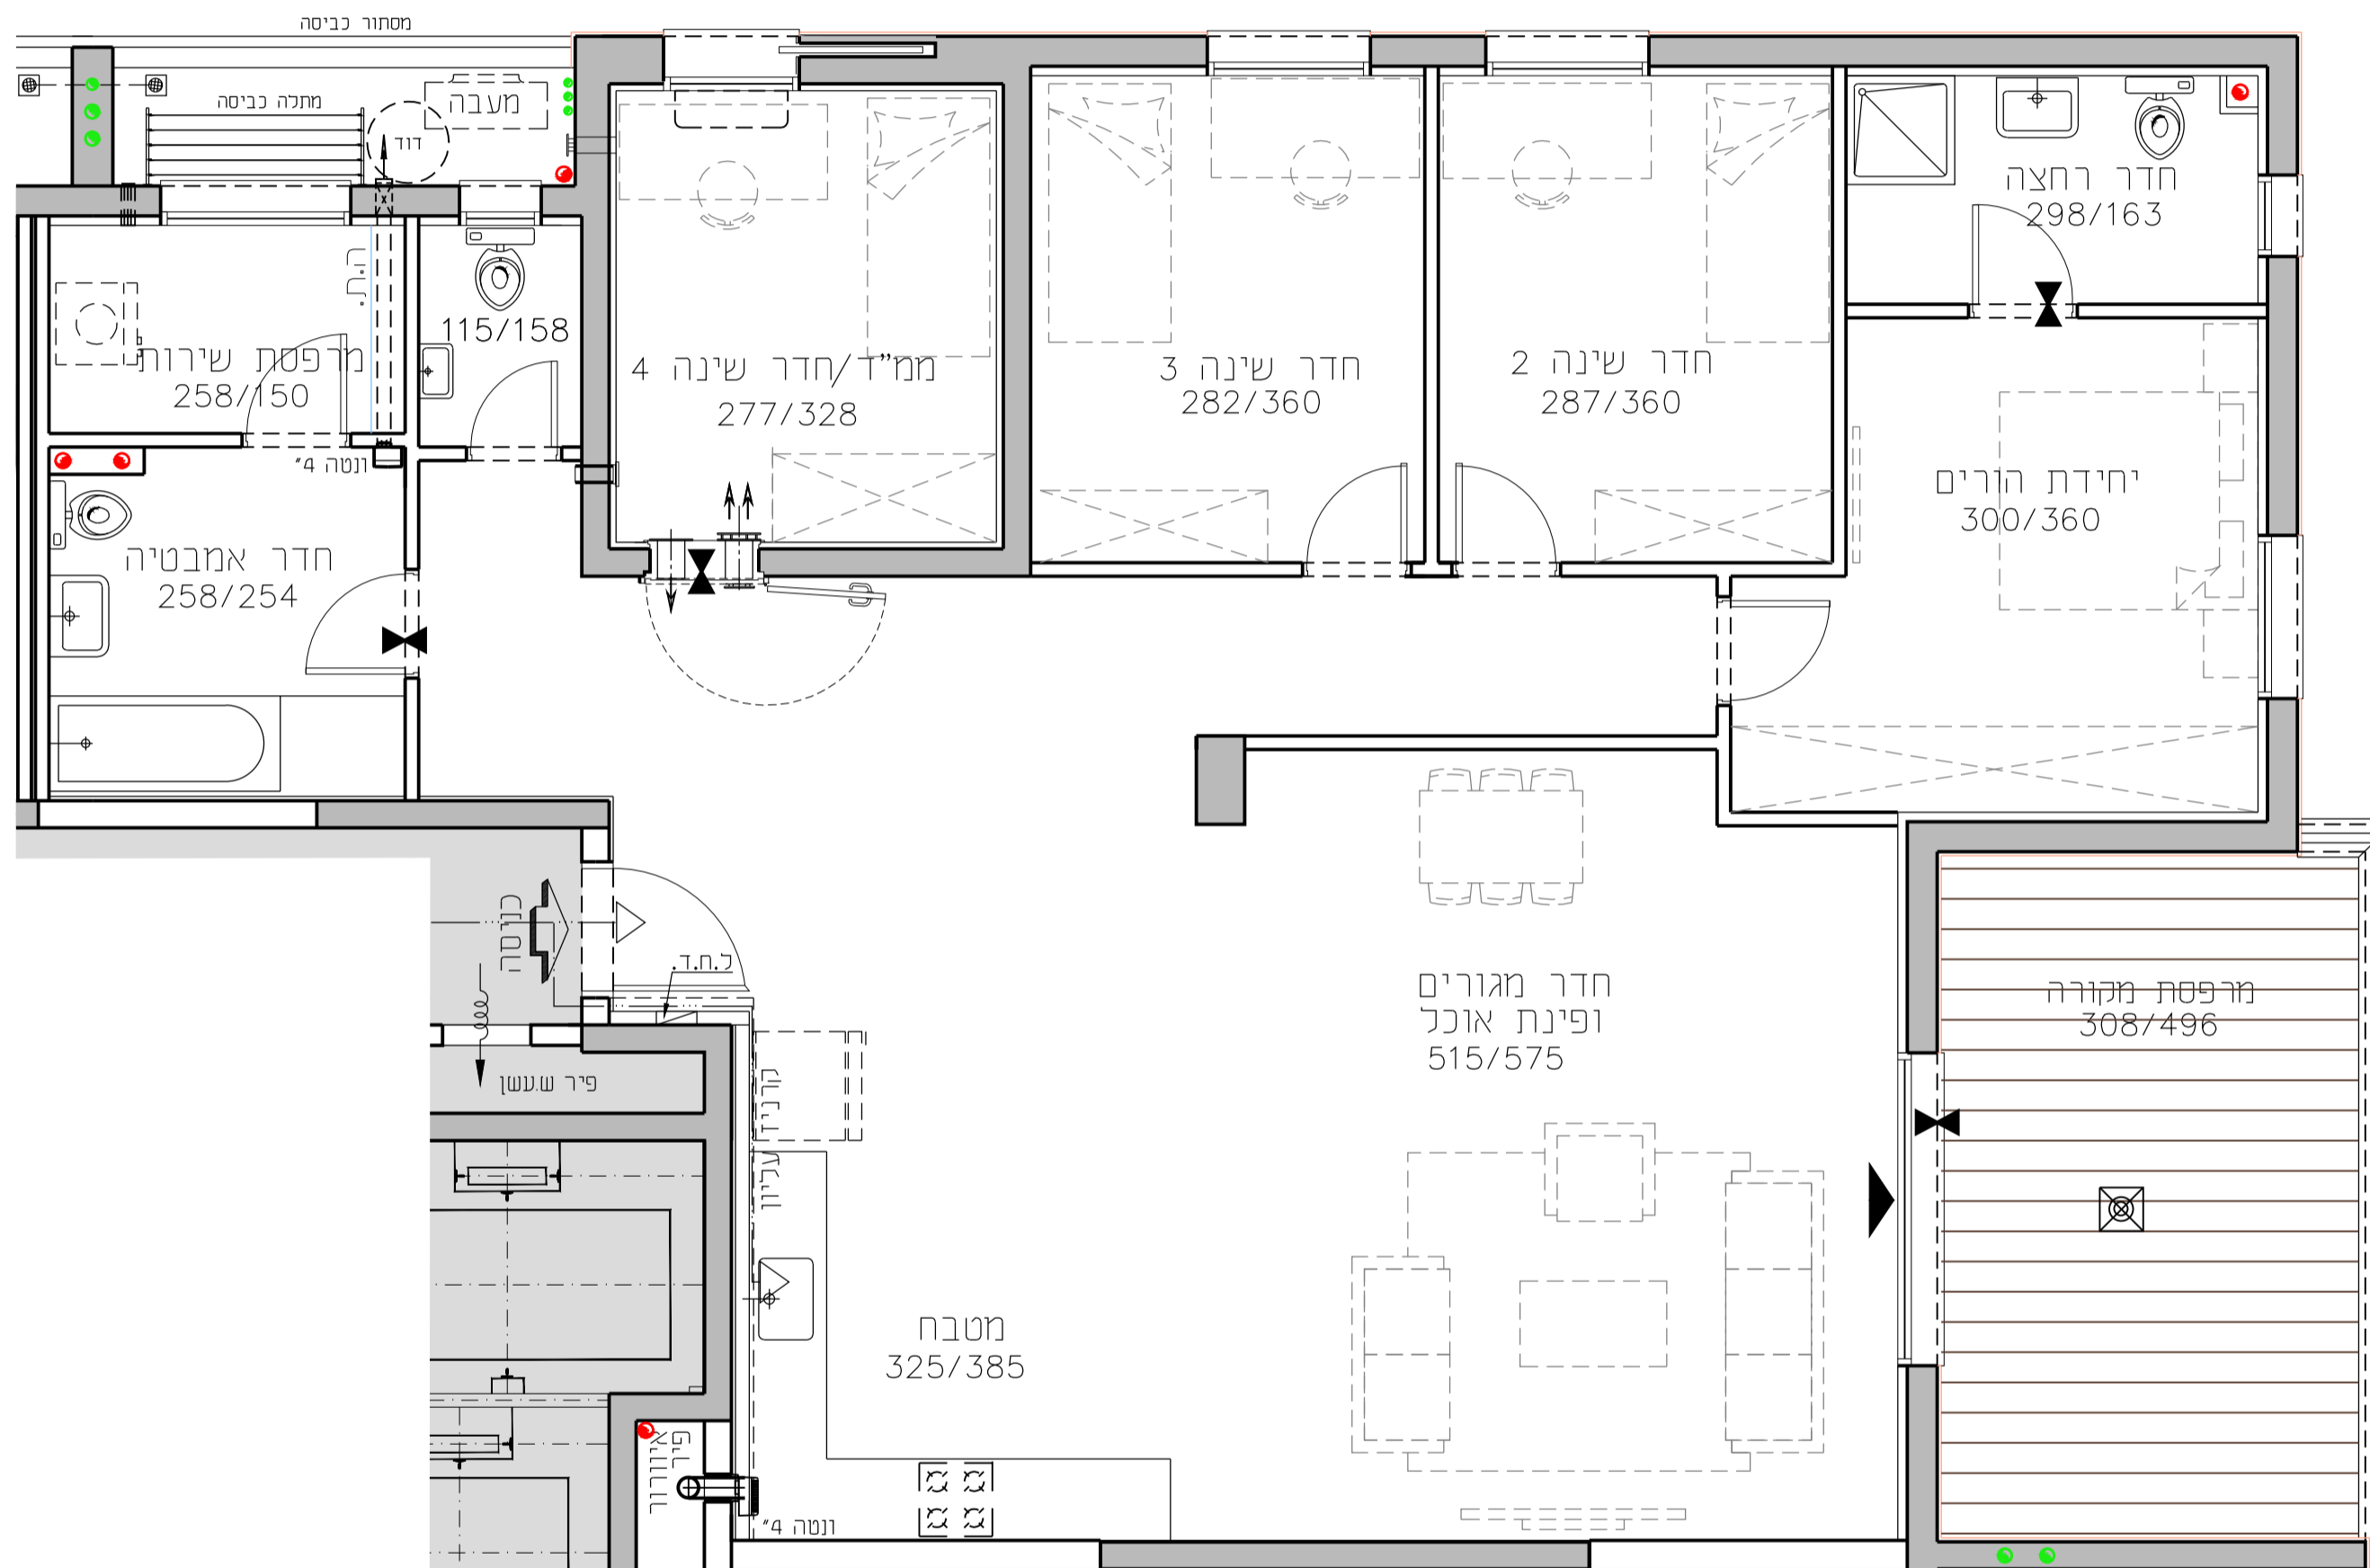 מסתור כביסה
מתלה כביסה
מעבה
דוד
ה.ת.
מרפסת שירות
258/150
115/158
ממ"ד/חדר שינה 4
277/328
חדר שינה 3
282/360
חדר שינה 2
287/360
חדר רחצה
298/163
יחידת הורים
300/360
ונטה 4"
חדר אמבטיה
258/254
כניסה
ל.ח.ד.
פיר ש.עשן
קרניז
עליון
חדר מגורים
ופינת אוכל
515/575
מרפסת מקורה
308/496
מטבח
325/385
פיר
אוורור
ונטה 4"